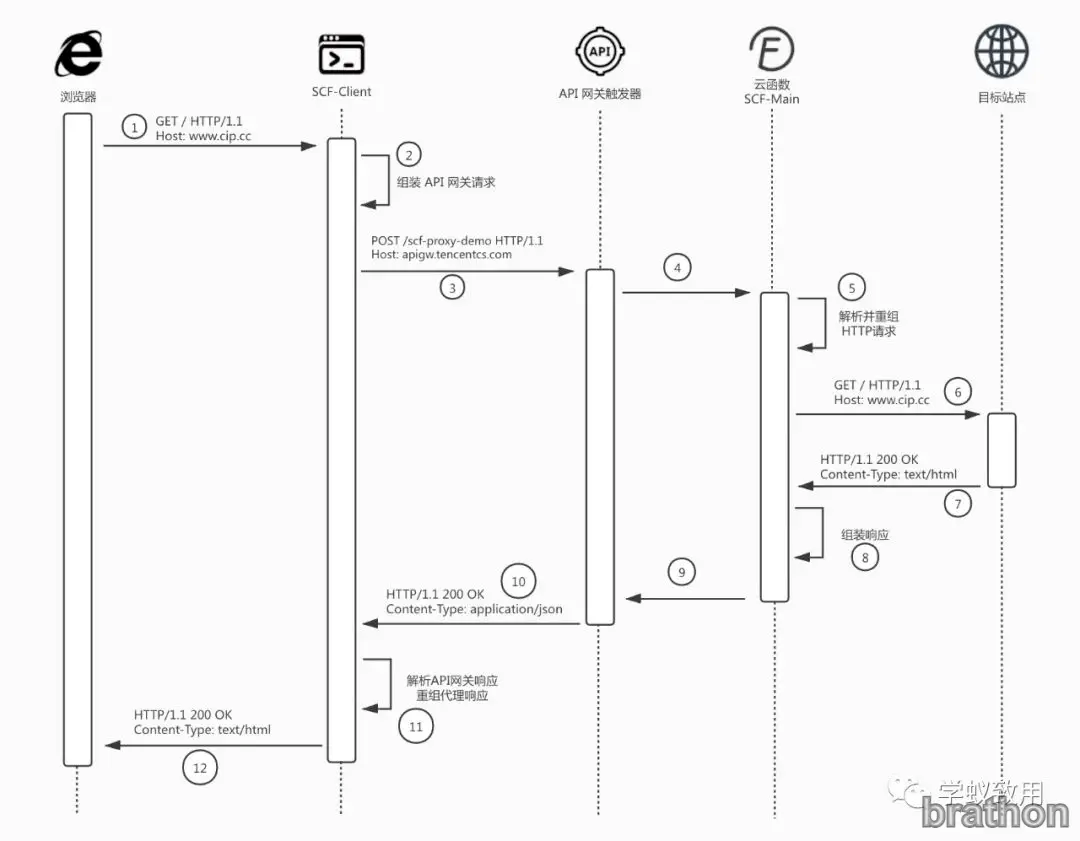 浏览器
SCF-Client
API
API 网关触发器
云函数
SCF-Main
目标站点
1
GET / HTTP/1.1
Host: www.cip.cc
2
组装 API 网关请求
POST /scf-proxy-demo HTTP/1.1
Host: apigw.tencentcs.com
3
4
5
解析并重组
HTTP请求
GET / HTTP/1.1
Host: www.cip.cc
6
HTTP/1.1 200 OK
Content-Type: text/html
7
组装响应
8
9
10
HTTP/1.1 200 OK
Content-Type: application/json
解析API网关响应
重组代理响应
11
HTTP/1.1 200 OK
Content-Type: text/html
12
学蚁致用
brathon